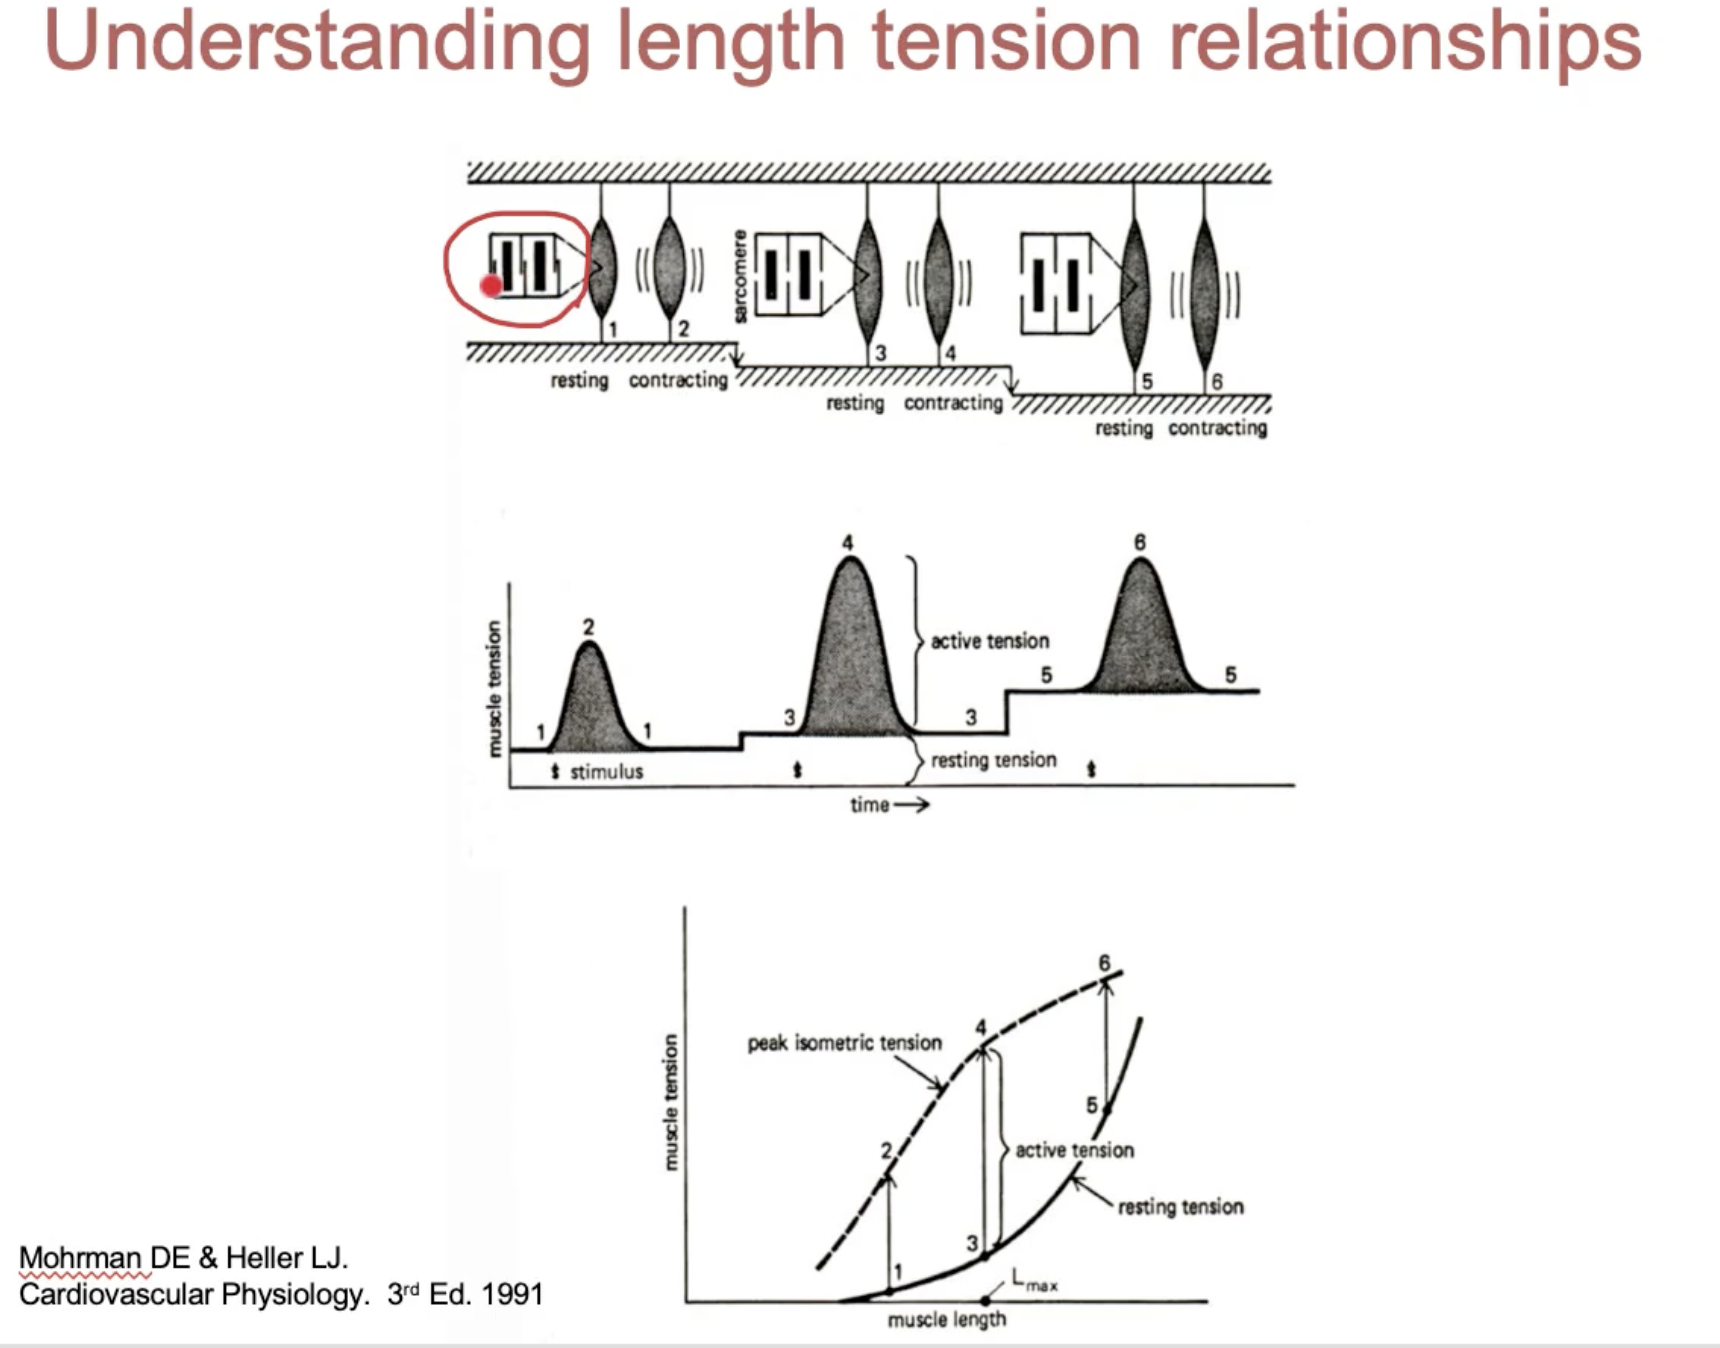 Understanding length tension relationships
sarcomere
1
2
3
4
5
6
resting contracting
resting contracting
resting contracting
muscle tension
1
2
1
3
4
3
5
6
5
active tension
resting tension
stimulus
time
muscle tension
peak isometric tension
2
4
6
1
3
5
active tension
resting tension
Lmax
muscle length
Mohrman DE & Heller LJ.
Cardiovascular Physiology. 3rd Ed. 1991